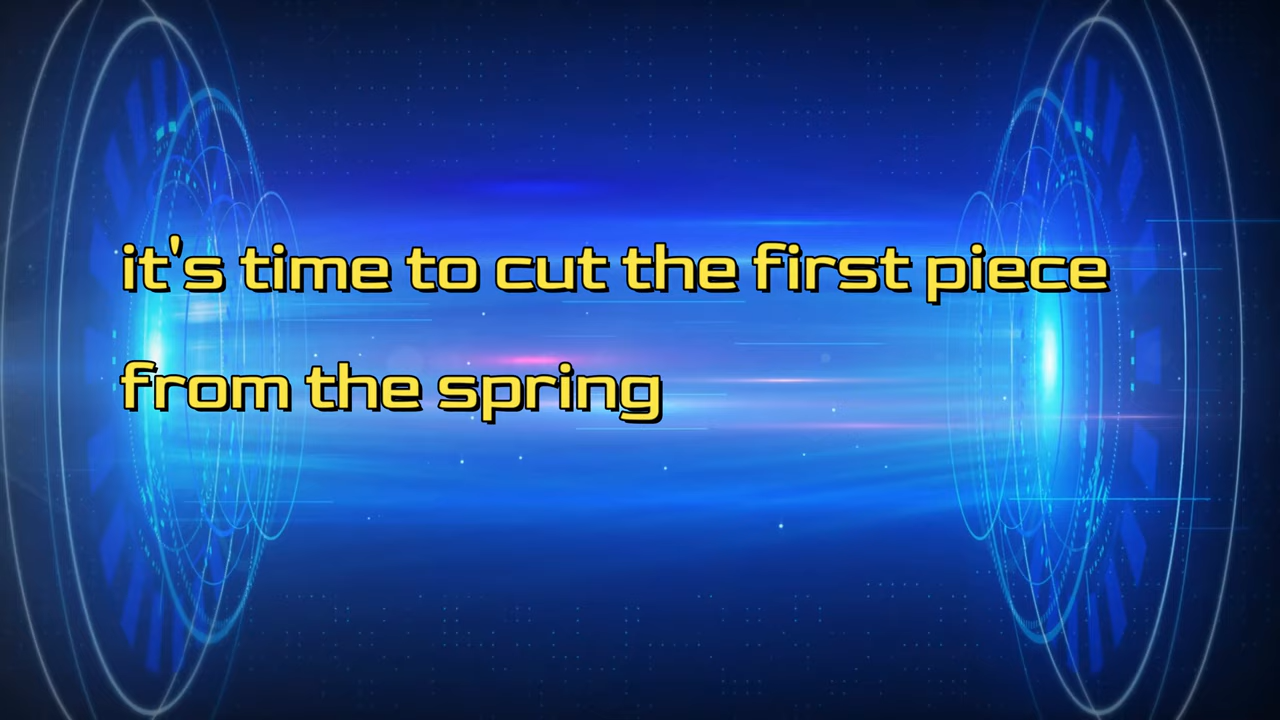 it's time to cut the first piece
from the spring